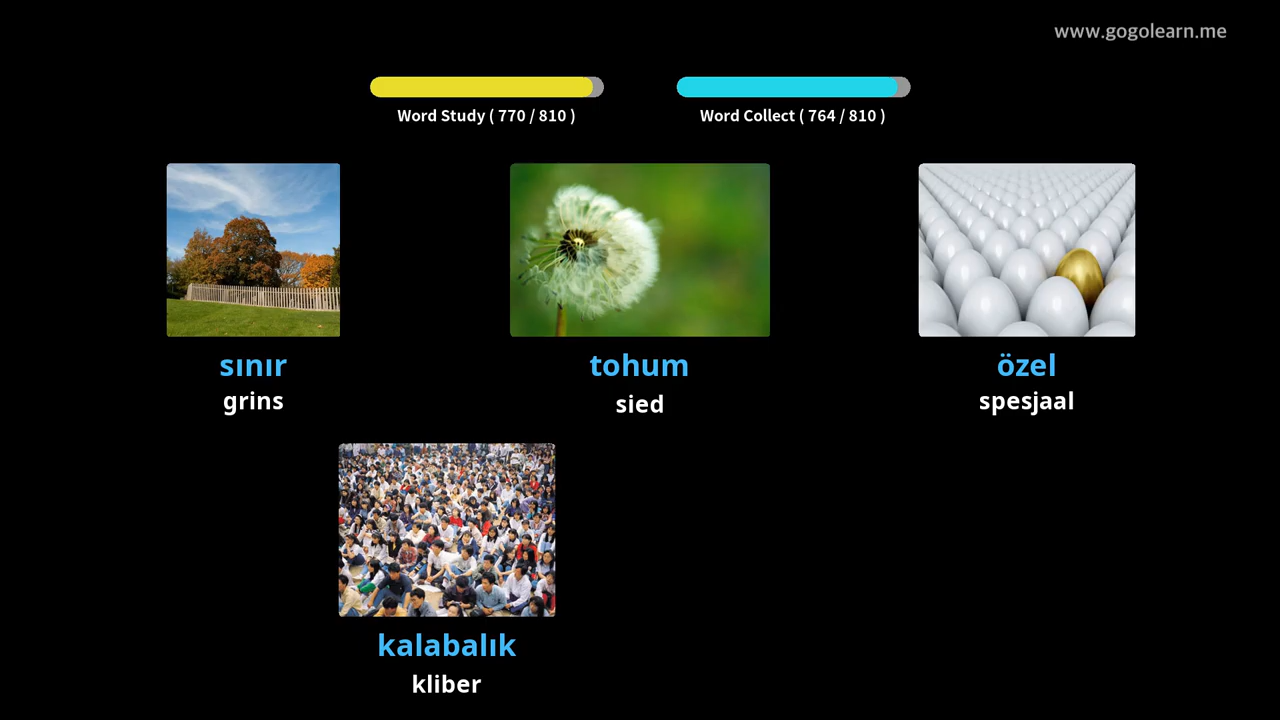 www.gogolearn.me
Word Study ( 770 / 810 )
Word Collect ( 764 / 810 )
sınır
grins
tohum
sied
özel
spesjaal
kalabalık
kliber